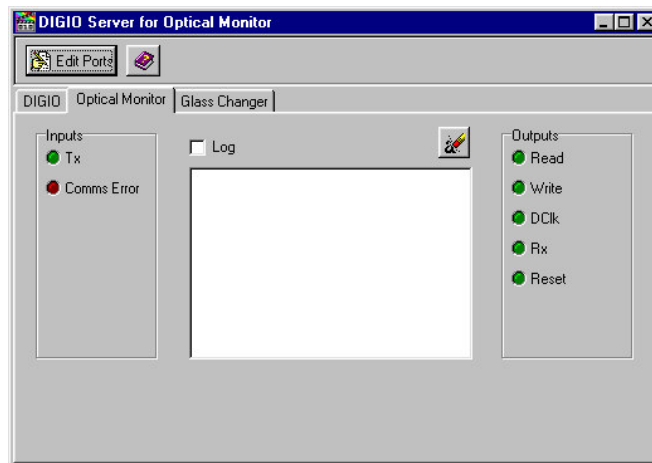 DIGIO Server for Optical Monitor
Edit Ports
DIGIO Optical Monitor Glass Changer
Inputs
Tx
Comms Error
Log
Outputs
Read
Write
DClk
Rx
Reset